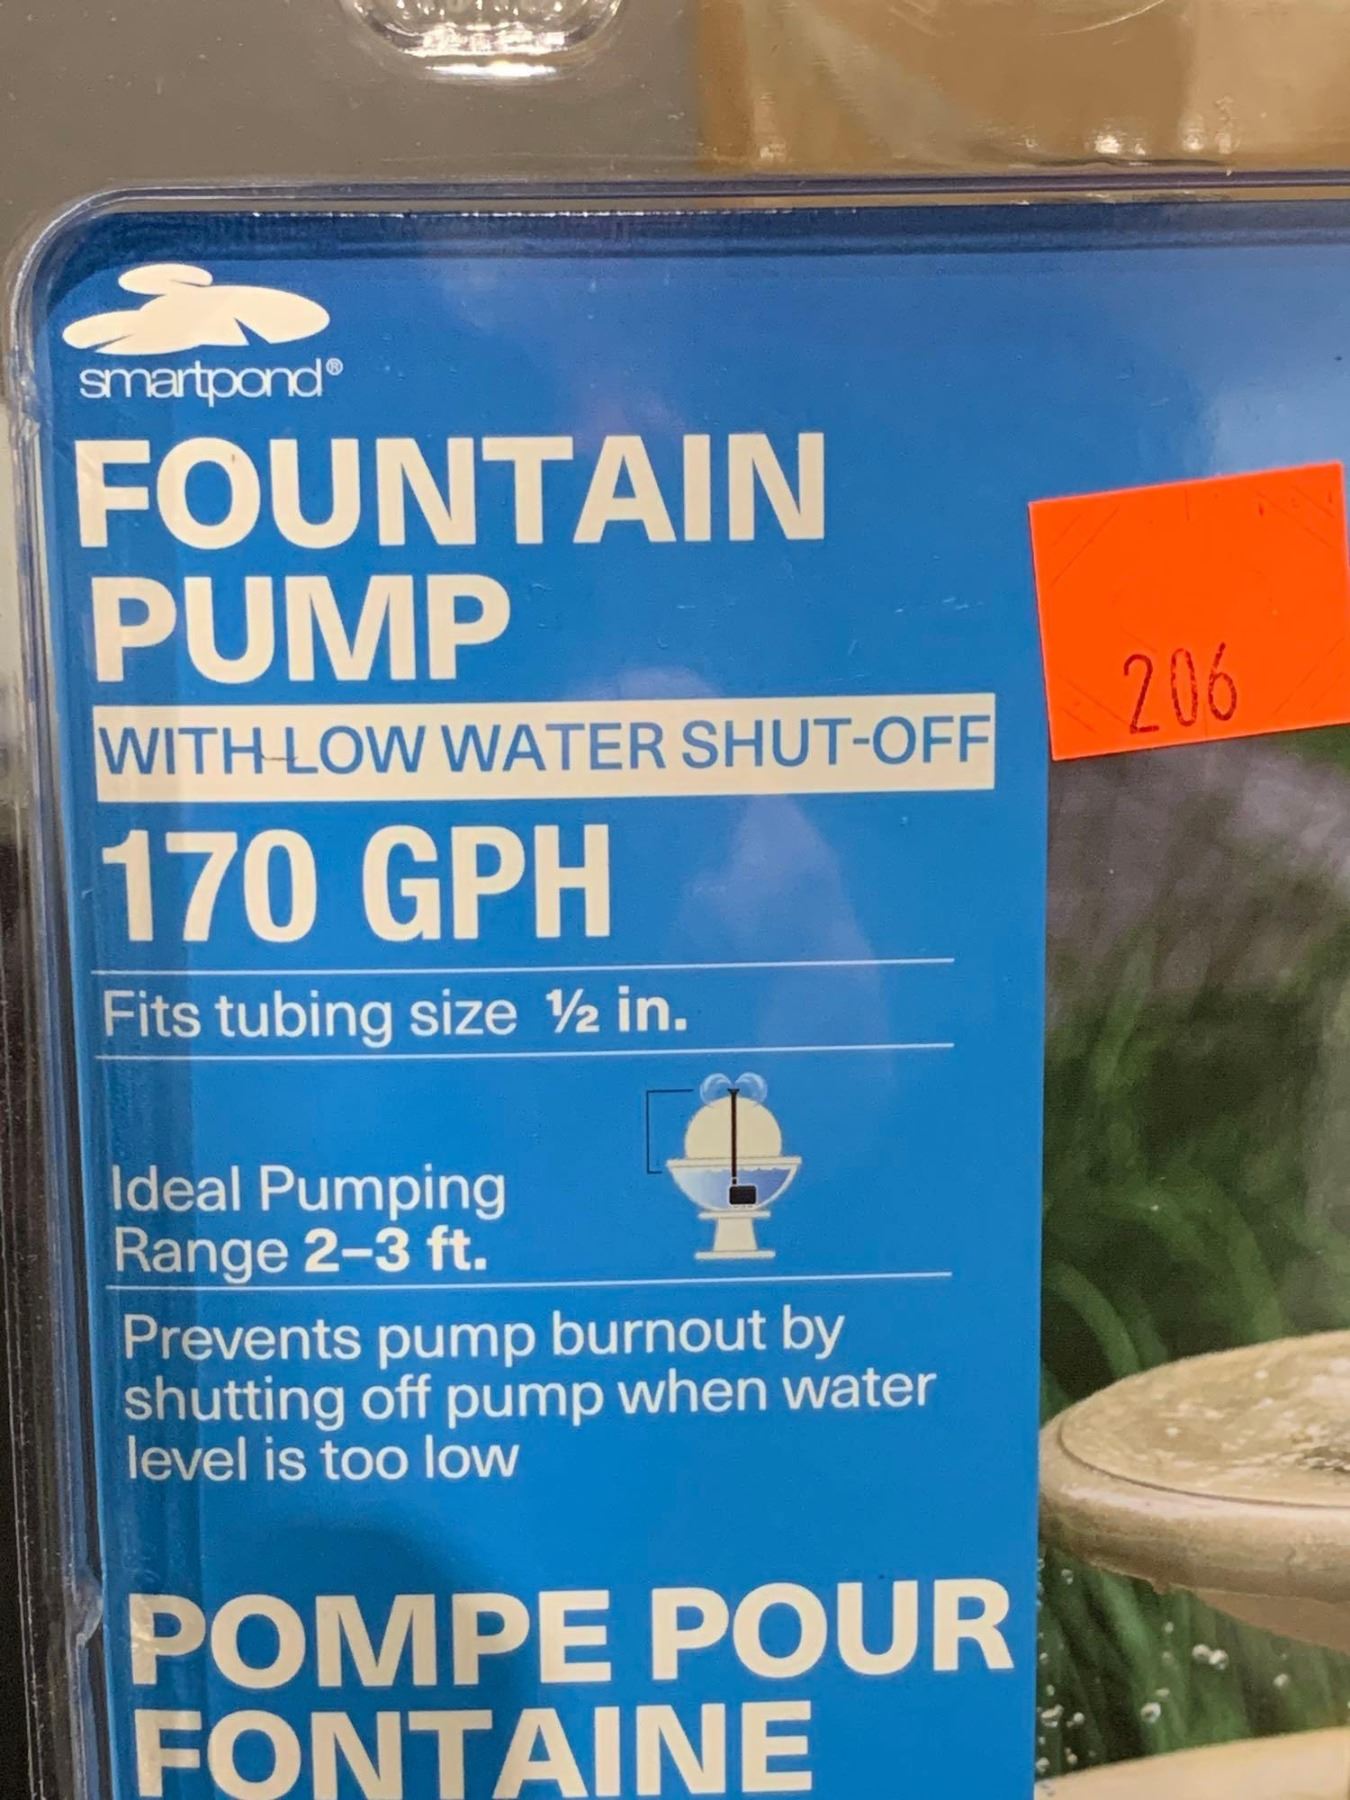 smartpond®
FOUNTAIN
PUMP
206
WITH LOW WATER SHUT-OFF
170 GPH
Fits tubing size ½ in.
Ideal Pumping
Range 2–3 ft.
Prevents pump burnout by
shutting off pump when water
level is too low
POMPE POUR
FONTAINE